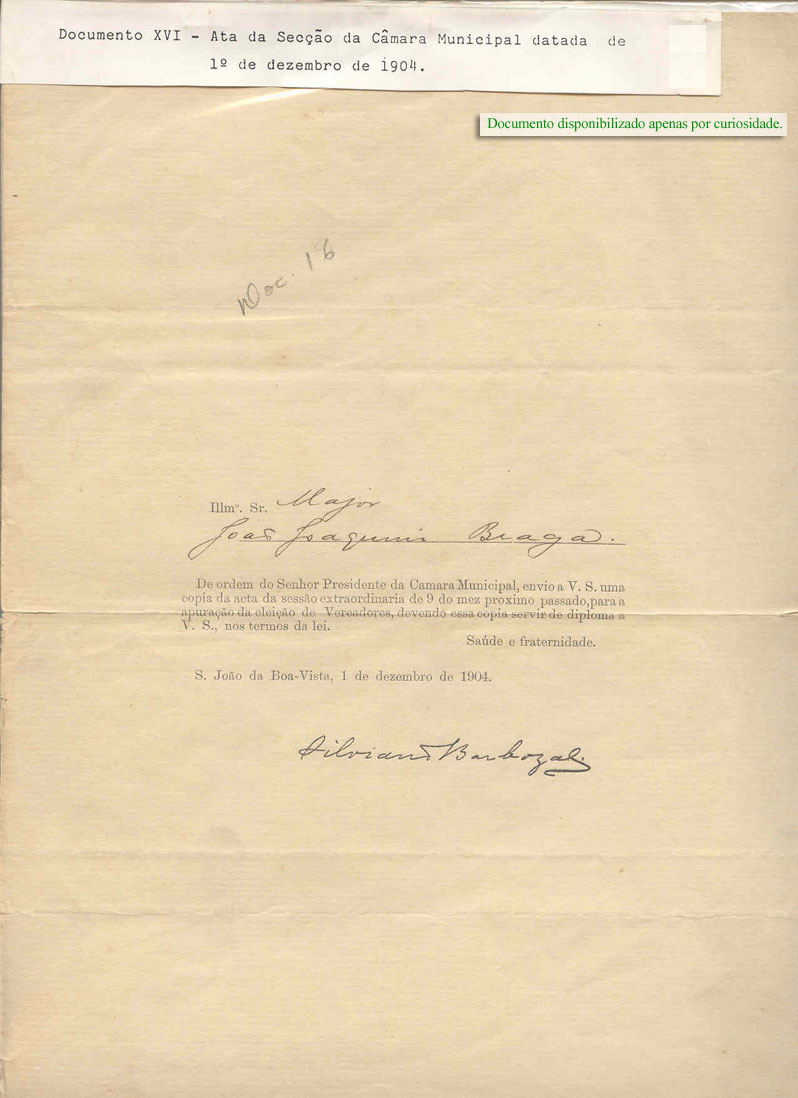 Documento XVI - Ata da Secção da Câmara Municipal datada de
1º de dezembro de 1904.
Documento disponibilizado apenas por curiosidade.
Doc. 16
Illmº. Sr. Major
João Joaquim Braga.
De ordem do Senhor Presidente da Camara Municipal, envio a V. S. uma
copia da acta da sessão extraordinaria de 9 do mez proximo passado, para a
apuração da eleição de Vereadores, devendo essa copia servir de diploma a
V. S., nos termos da lei.
Saúde e fraternidade.
S. João da Boa-Vista, 1 de dezembro de 1904.
Silviano Barboza